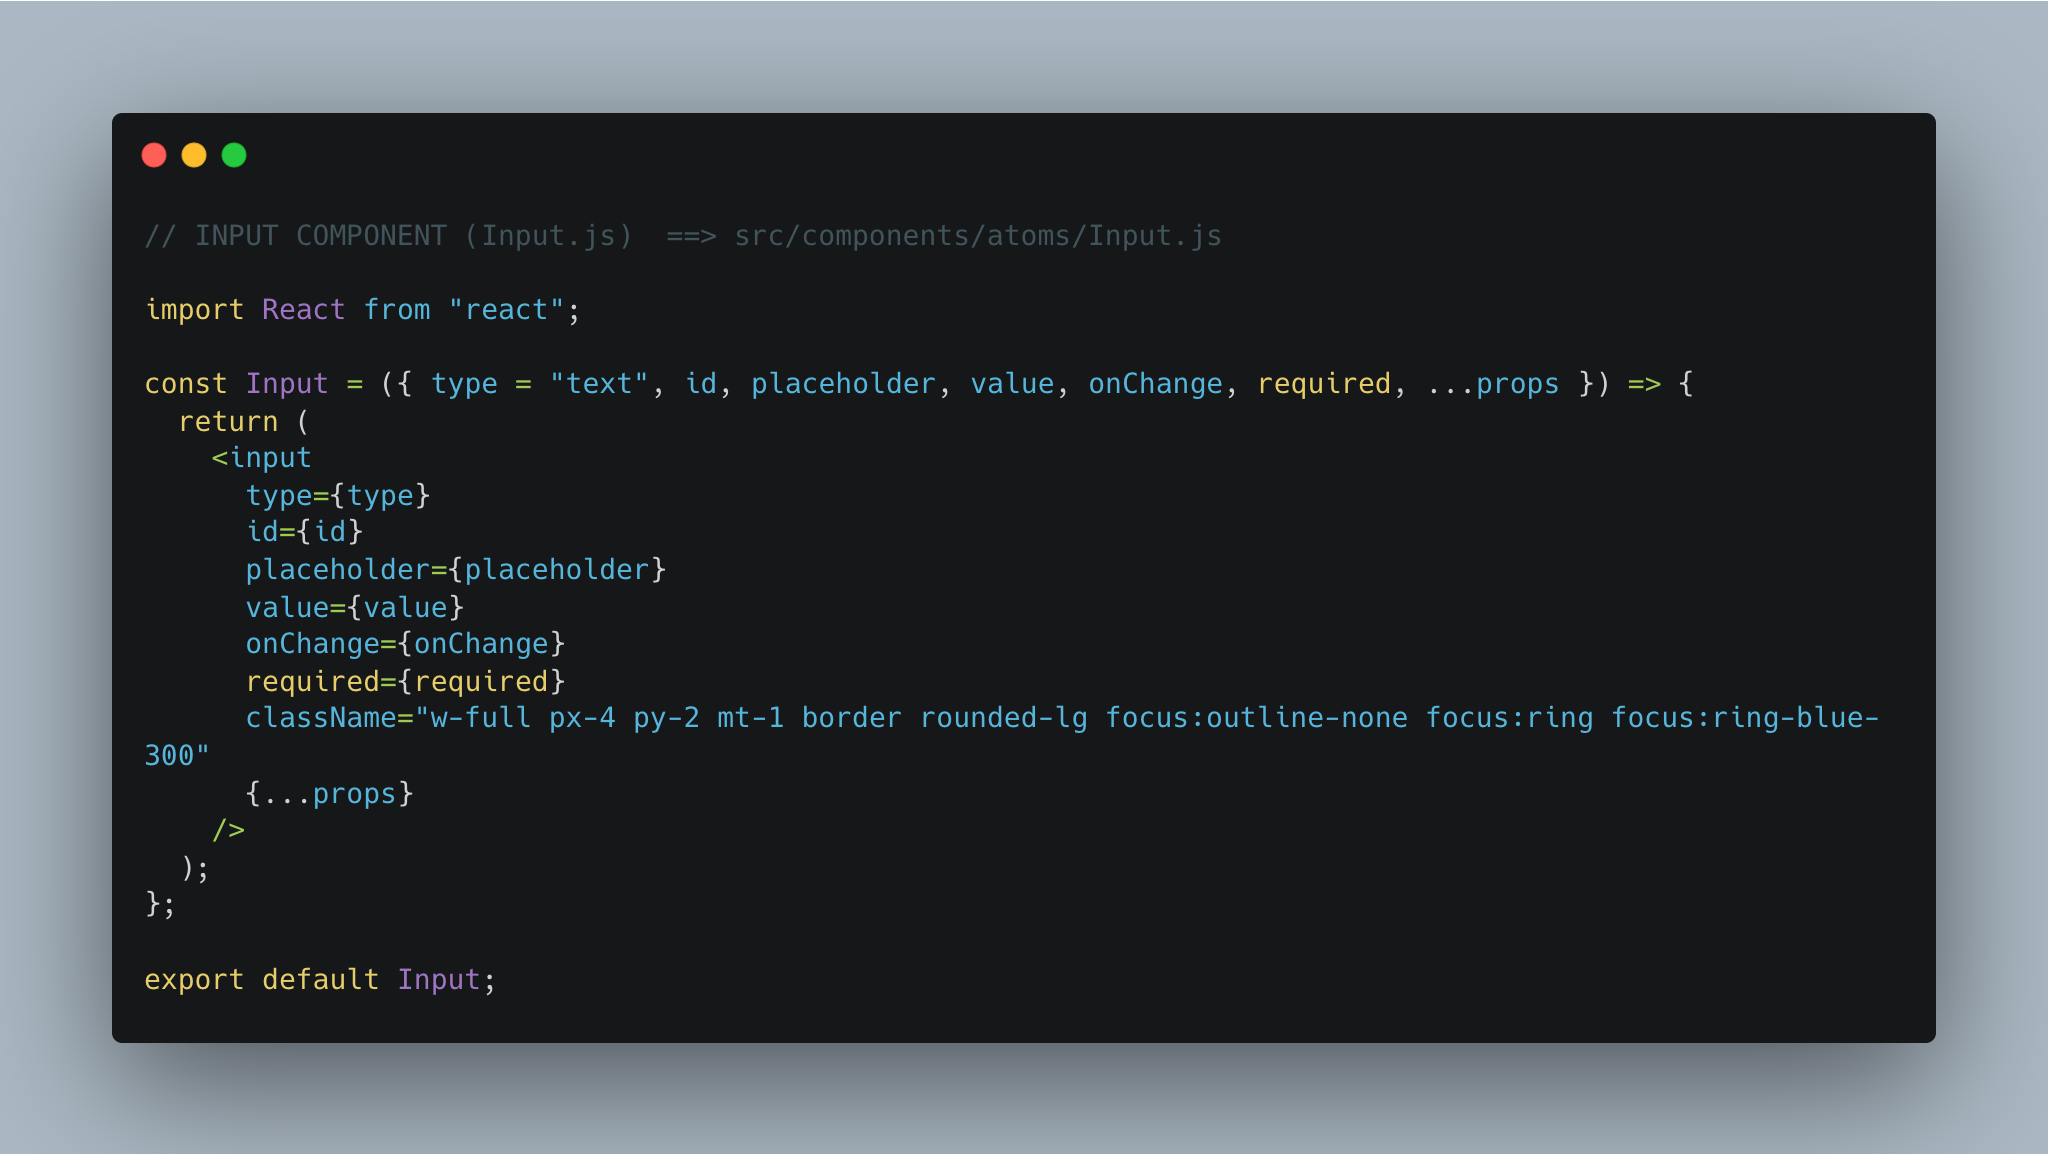 // INPUT COMPONENT (Input.js)  ==> src/components/atoms/Input.js
import React from "react";
const Input = ({ type = "text", id, placeholder, value, onChange, required, ...props }) => {
  return (
    <input
      type={type}
      id={id}
      placeholder={placeholder}
      value={value}
      onChange={onChange}
      required={required}
      className="w-full px-4 py-2 mt-1 border rounded-lg focus:outline-none focus:ring focus:ring-blue-
300"
      {...props}
    />
  );
};
export default Input;